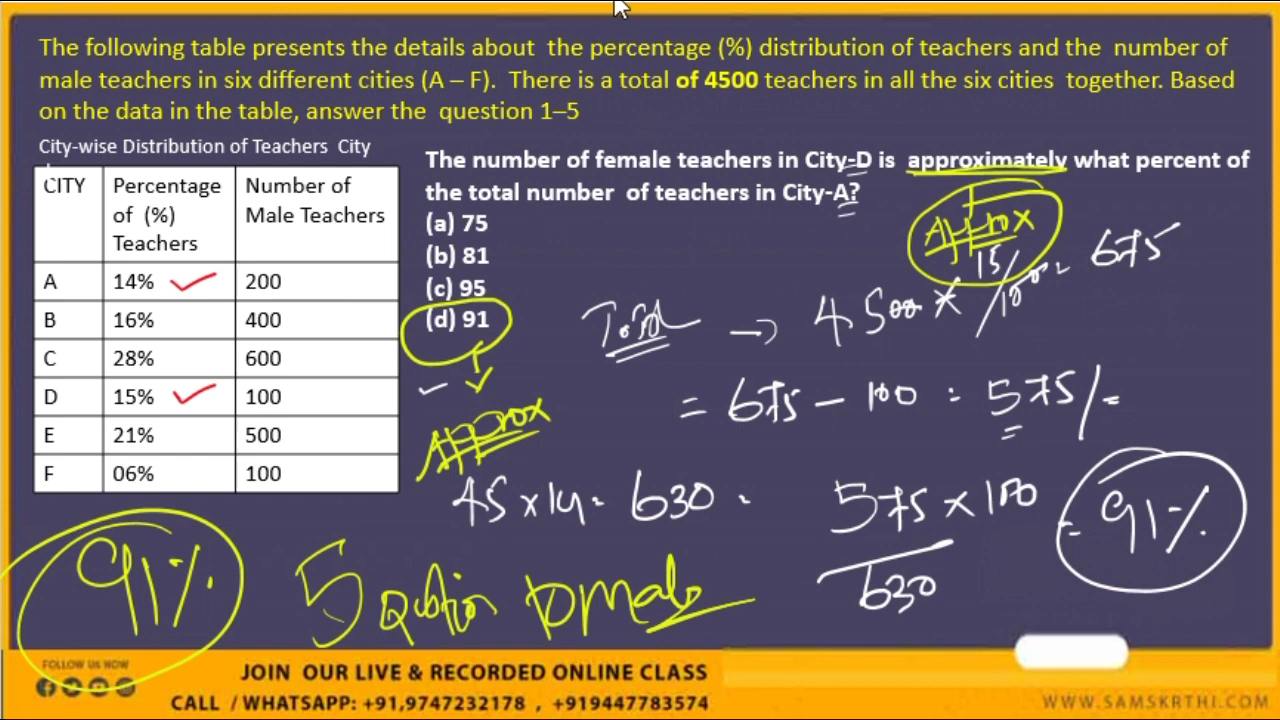 The following table presents the details about the percentage (%) distribution of teachers and the number of
male teachers in six different cities (A – F). There is a total of 4500 teachers in all the six cities together. Based
on the data in the table, answer the question 1–5
City-wise Distribution of Teachers City
CITY Percentage of (%) Teachers Number of Male Teachers
A 14% 200
B 16% 400
C 28% 600
D 15% 100
E 21% 500
F 06% 100
The number of female teachers in City-D is approximately what percent of
the total number of teachers in City-A?
(a) 75
(b) 81
(c) 95
(d) 91
Approx
Total → 4500 × 15/100 = 675
= 675 – 100 = 575/=
Approx
45 × 14 = 630 =
575 × 100
630
= 91%
91%
5 question 10 mark
FOLLOW US NOW
JOIN OUR LIVE & RECORDED ONLINE CLASS
CALL / WHATSAPP: +91,9747232178 , +919447783574
WWW.SAMSKRTHI.COM